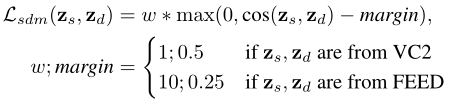 ℒ_sdm(z_s, z_d) = w * max(0, cos(z_s, z_d) − margin),
w; margin = { 1; 0.5 if z_s, z_d are from VC2
10; 0.25 if z_s, z_d are from FEED